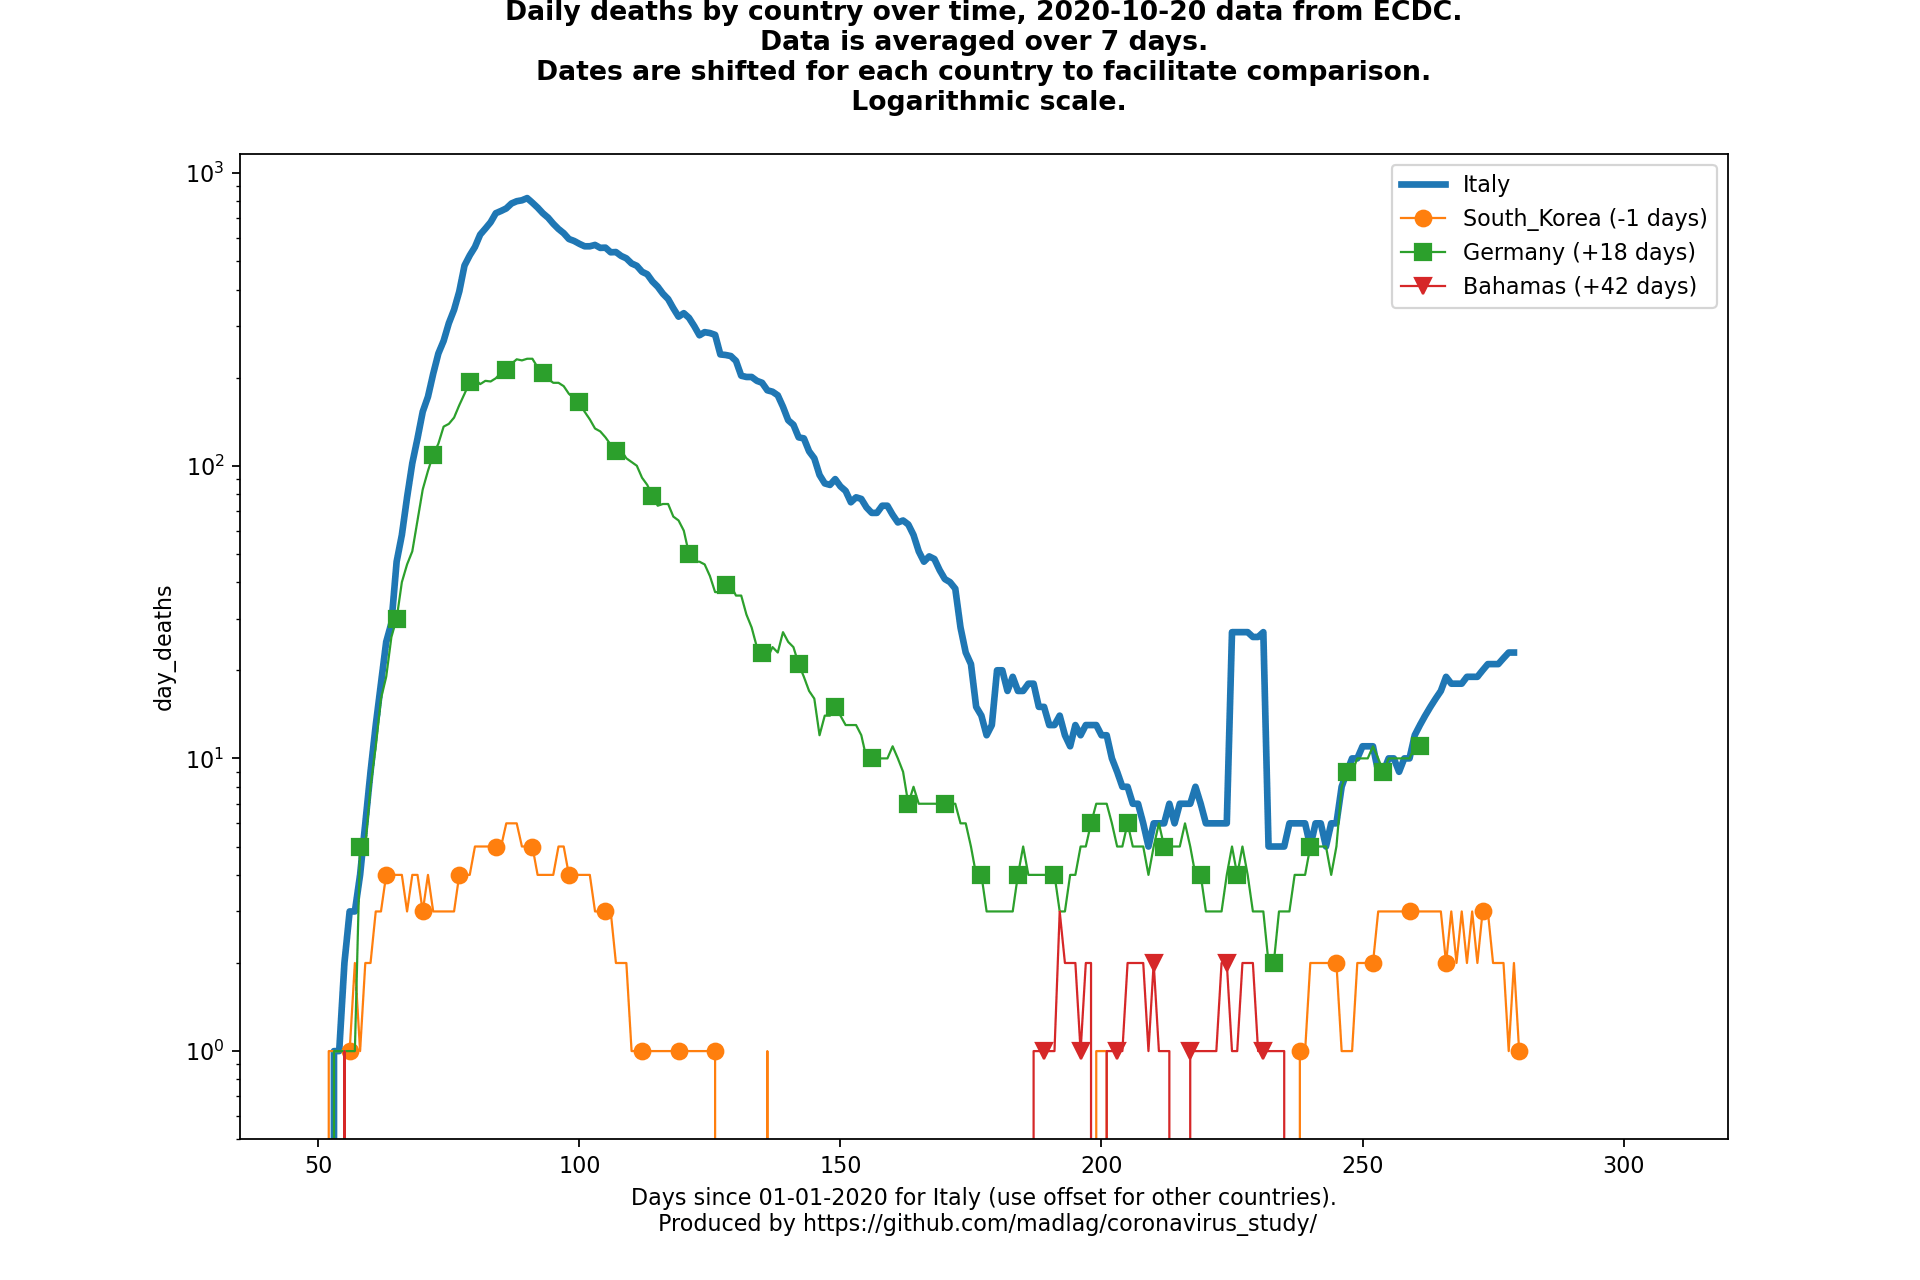 Daily deaths by country over time, 2020-10-20 data from ECDC.
Data is averaged over 7 days.
Dates are shifted for each country to facilitate comparison.
Logarithmic scale.
10³
10²
10¹
10⁰
day_deaths
Italy
South_Korea (-1 days)
Germany (+18 days)
Bahamas (+42 days)
50 100 150 200 250 300
Days since 01-01-2020 for Italy (use offset for other countries).
Produced by https://github.com/madlag/coronavirus_study/